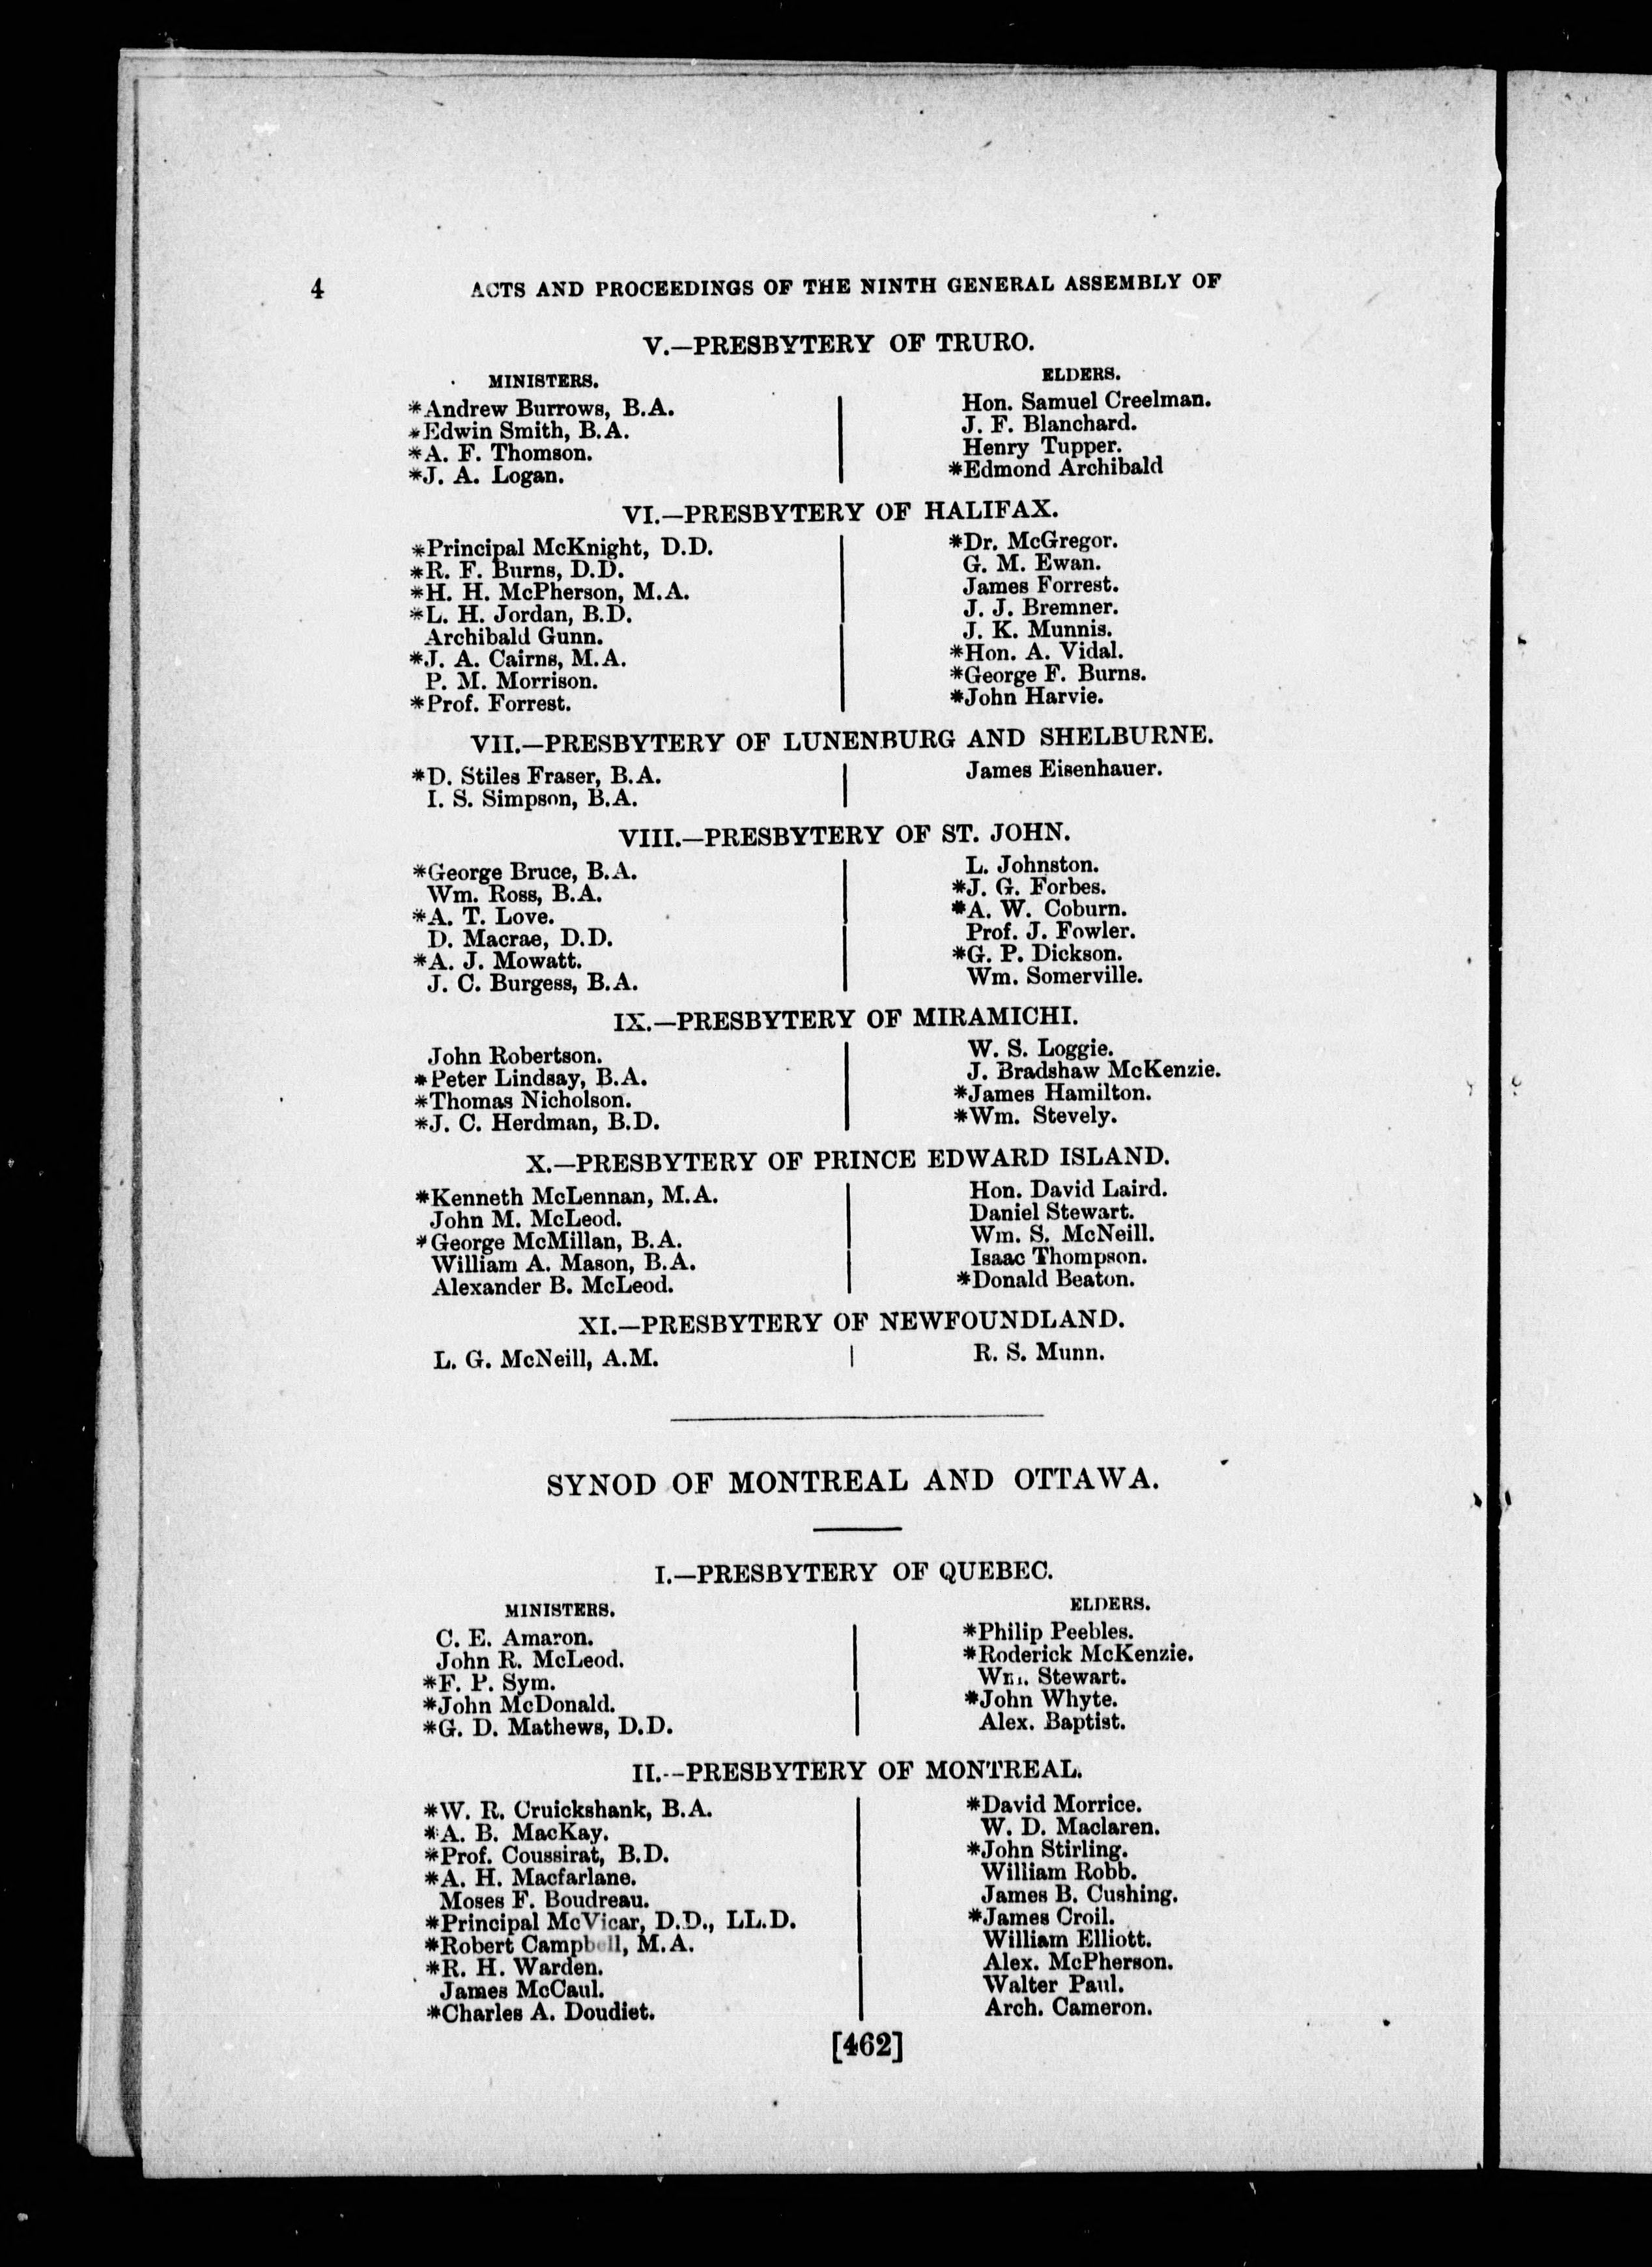 4 ACTS AND PROCEEDINGS OF THE NINTH GENERAL ASSEMBLY OF
V.—PRESBYTERY OF TRURO.
MINISTERS. ELDERS.
*Andrew Burrows, B.A. Hon. Samuel Creelman.
*Edwin Smith, B.A. J. F. Blanchard.
*A. F. Thomson. Henry Tupper.
*J. A. Logan. *Edmond Archibald
VI.—PRESBYTERY OF HALIFAX.
*Principal McKnight, D.D. *Dr. McGregor.
*R. F. Burns, D.D. G. M. Ewan.
*H. H. McPherson, M.A. James Forrest.
*L. H. Jordan, B.D. J. J. Bremner.
Archibald Gunn. J. K. Munnis.
*J. A. Cairns, M.A. *Hon. A. Vidal.
P. M. Morrison. *George F. Burns.
*Prof. Forrest. *John Harvie.
VII.—PRESBYTERY OF LUNENBURG AND SHELBURNE.
*D. Stiles Fraser, B.A. James Eisenhauer.
I. S. Simpson, B.A.
VIII.—PRESBYTERY OF ST. JOHN.
*George Bruce, B.A. L. Johnston.
Wm. Ross, B.A. *J. G. Forbes.
*A. T. Love. *A. W. Coburn.
D. Macrae, D.D. Prof. J. Fowler.
*A. J. Mowatt. *G. P. Dickson.
J. C. Burgess, B.A. Wm. Somerville.
IX.—PRESBYTERY OF MIRAMICHI.
John Robertson. W. S. Loggie.
*Peter Lindsay, B.A. J. Bradshaw McKenzie.
*Thomas Nicholson. *James Hamilton.
*J. C. Herdman, B.D. *Wm. Stevely.
X.—PRESBYTERY OF PRINCE EDWARD ISLAND.
*Kenneth McLennan, M.A. Hon. David Laird.
John M. McLeod. Daniel Stewart.
*George McMillan, B.A. Wm. S. McNeill.
William A. Mason, B.A. Isaac Thompson.
Alexander B. McLeod. *Donald Beaton.
XI.—PRESBYTERY OF NEWFOUNDLAND.
L. G. McNeill, A.M. R. S. Munn.
SYNOD OF MONTREAL AND OTTAWA.
I.—PRESBYTERY OF QUEBEC.
MINISTERS. ELDERS.
C. E. Amaron. *Philip Peebles.
John R. McLeod. *Roderick McKenzie.
*F. P. Sym. Wm. Stewart.
*John McDonald. *John Whyte.
*G. D. Mathews, D.D. Alex. Baptist.
II.--PRESBYTERY OF MONTREAL.
*W. R. Cruickshank, B.A. *David Morrice.
*A. B. MacKay. W. D. Maclaren.
*Prof. Coussirat, B.D. *John Stirling.
*A. H. Macfarlane. William Robb.
Moses F. Boudreau. James B. Cushing.
*Principal McVicar, D.D., LL.D. *James Croil.
*Robert Campbell, M.A. William Elliott.
*R. H. Warden. Alex. McPherson.
James McCaul. Walter Paul.
*Charles A. Doudiet. Arch. Cameron.
[462]